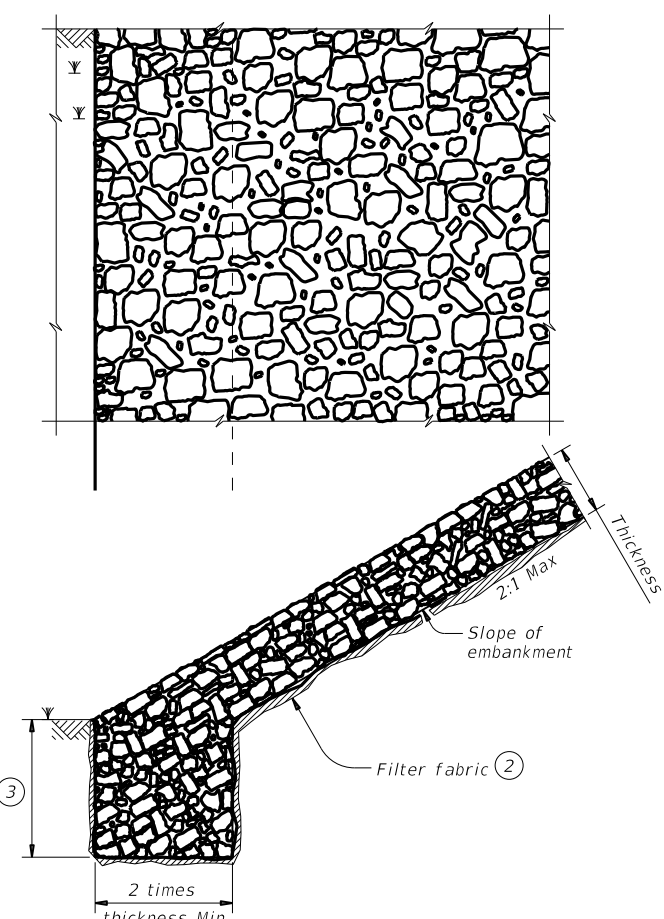 Thickness
2:1 Max
Slope of
embankment
Filter fabric 2
3
2 times
thickness Min